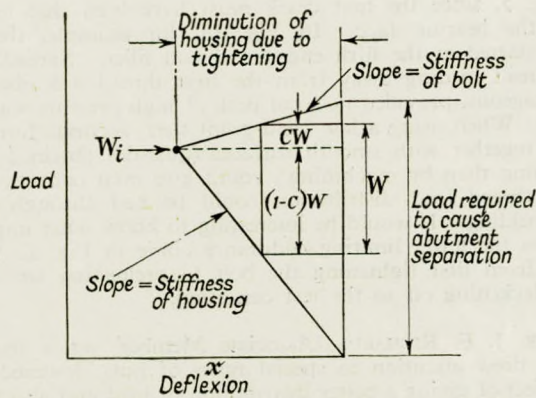 Diminution of
housing due to
tightening
Slope = Stiffness
of bolt
Wi
CW
Load
(1-C)W
W
Load required
to cause
abutment
separation
Slope = Stiffness
of housing
x
Deflexion